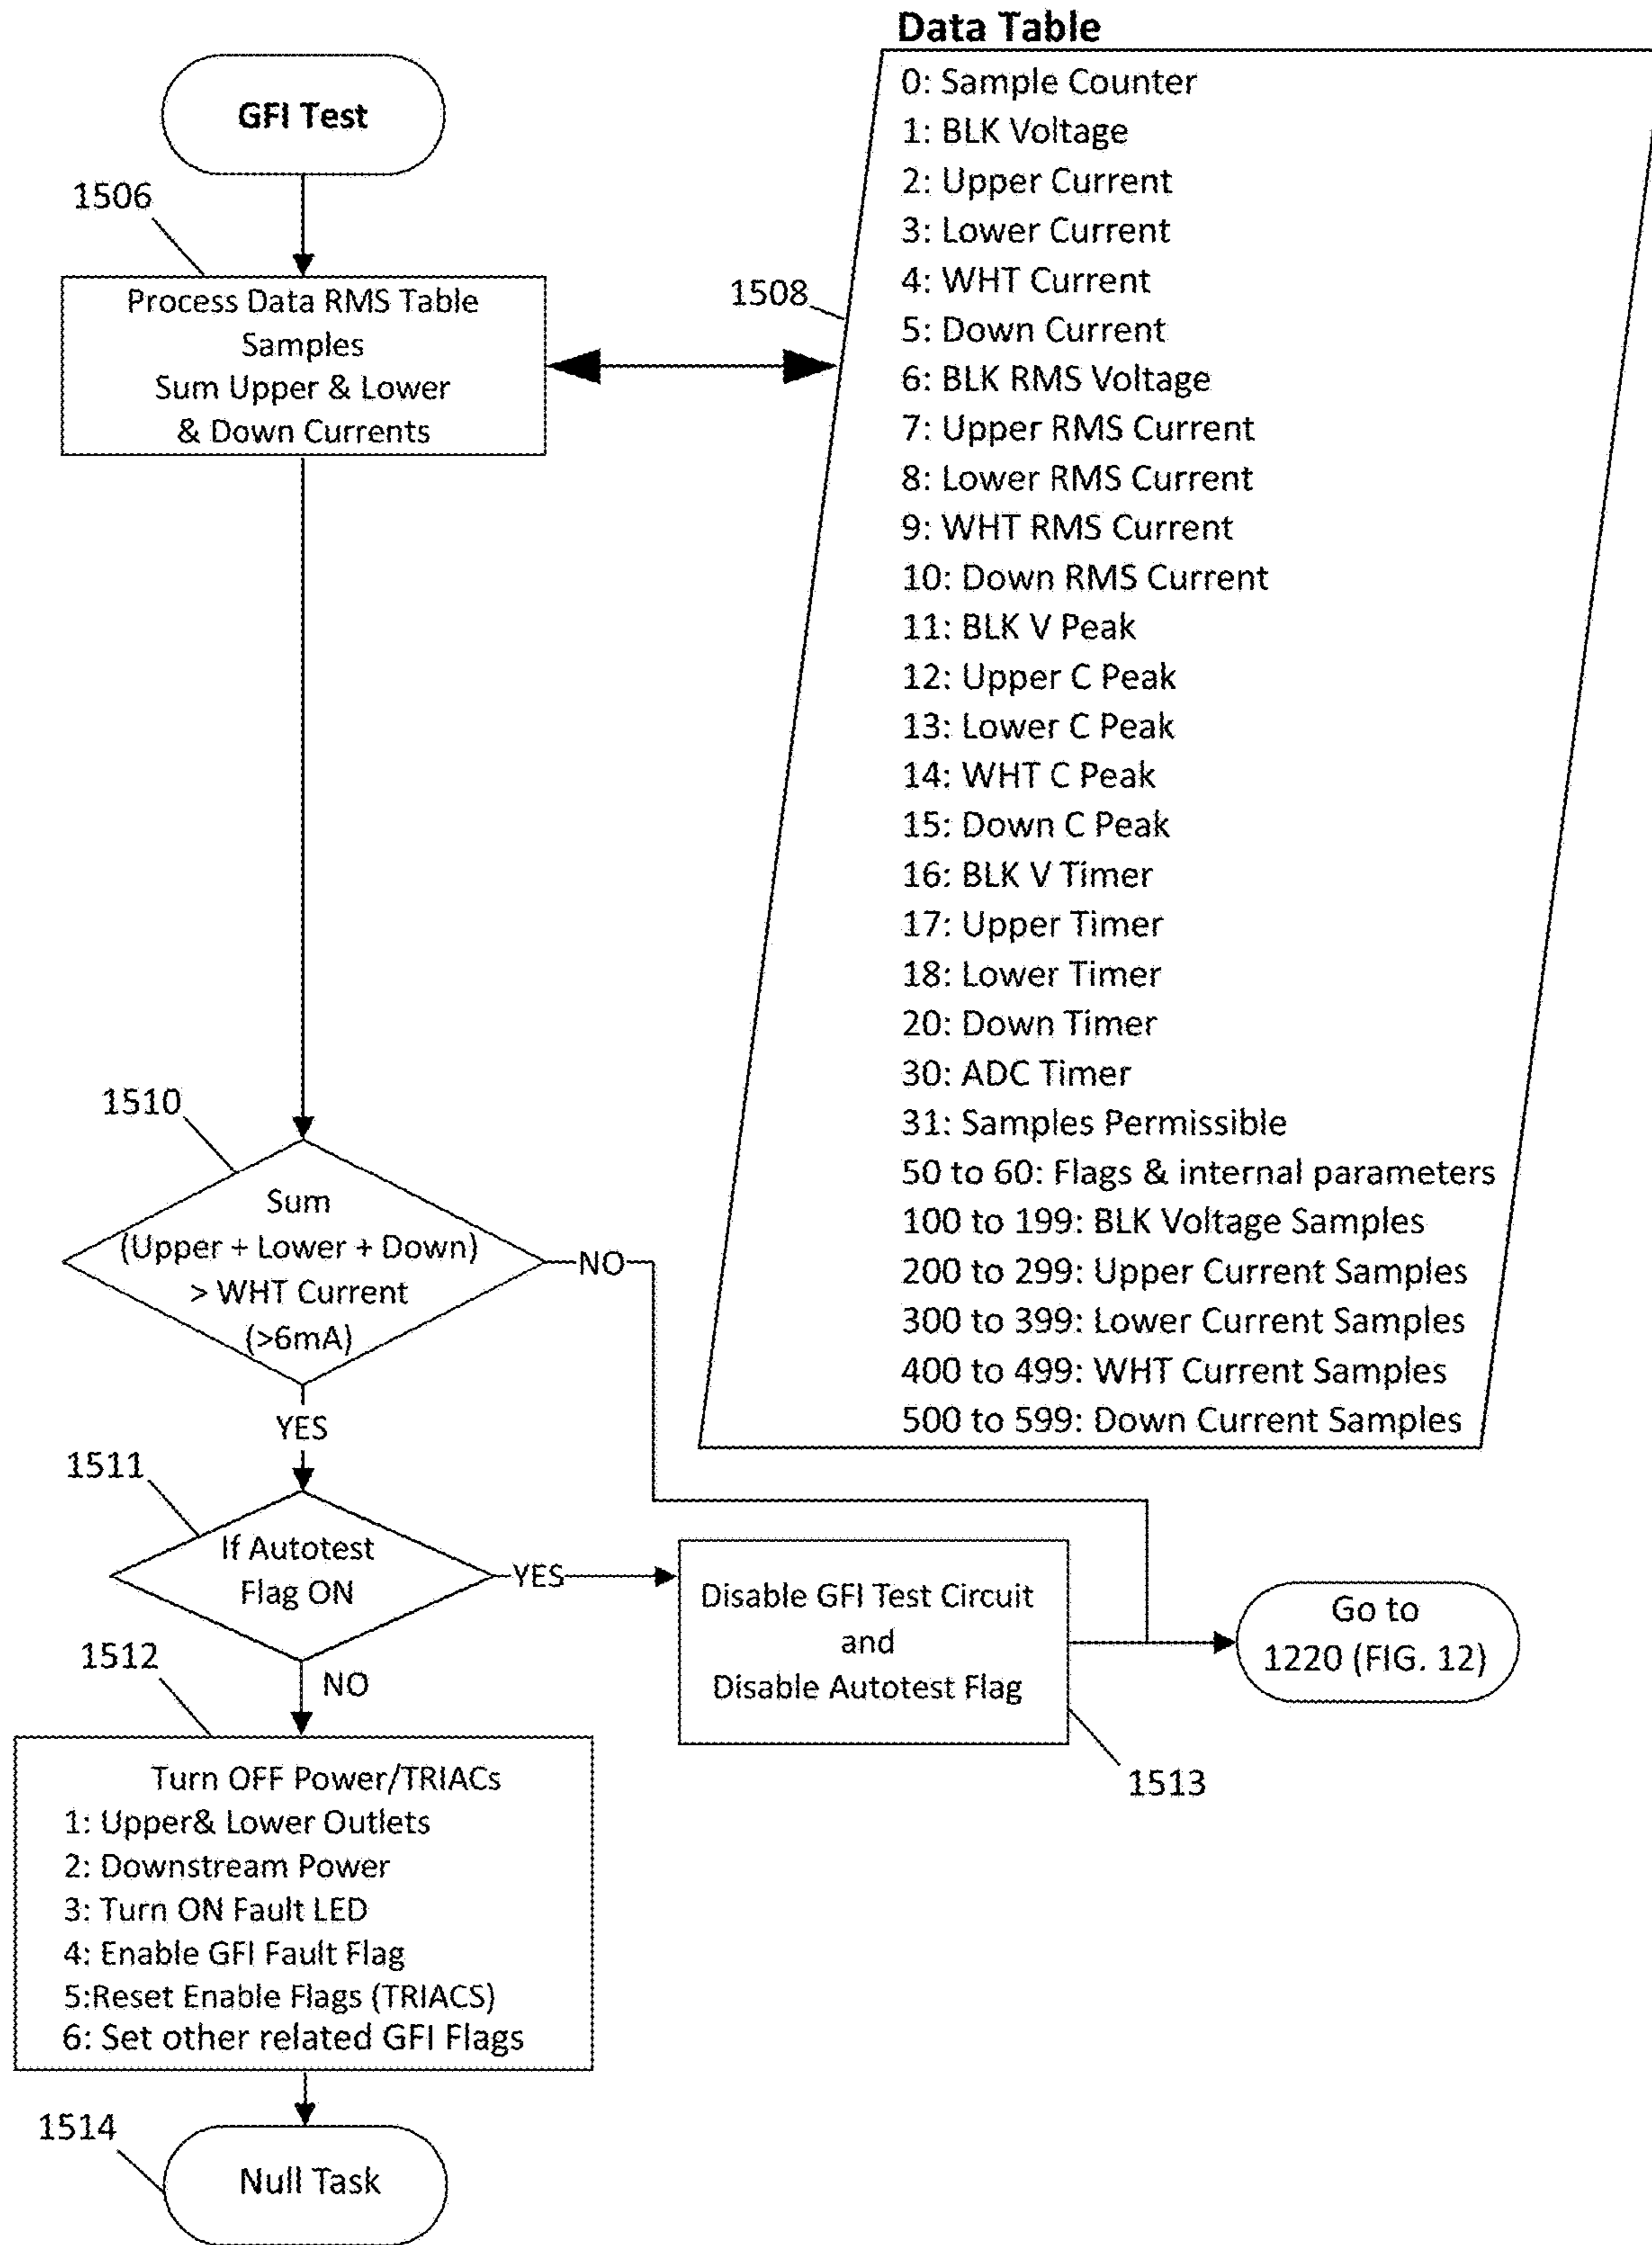 GFI Test
1506
Process Data RMS Table
Samples
Sum Upper & Lower
& Down Currents
Data Table
1508
0: Sample Counter
1: BLK Voltage
2: Upper Current
3: Lower Current
4: WHT Current
5: Down Current
6: BLK RMS Voltage
7: Upper RMS Current
8: Lower RMS Current
9: WHT RMS Current
10: Down RMS Current
11: BLK V Peak
12: Upper C Peak
13: Lower C Peak
14: WHT C Peak
15: Down C Peak
16: BLK V Timer
17: Upper Timer
18: Lower Timer
20: Down Timer
30: ADC Timer
31: Samples Permissible
50 to 60: Flags & internal parameters
100 to 199: BLK Voltage Samples
200 to 299: Upper Current Samples
300 to 399: Lower Current Samples
400 to 499: WHT Current Samples
500 to 599: Down Current Samples
1510
Sum
(Upper + Lower + Down)
> WHT Current
(>6mA)
NO
YES
1511
If Autotest
Flag ON
YES
Disable GFI Test Circuit
and
Disable Autotest Flag
1513
Go to
1220 (FIG. 12)
NO
1512
Turn OFF Power/TRIACs
1: Upper& Lower Outlets
2: Downstream Power
3: Turn ON Fault LED
4: Enable GFI Fault Flag
5:Reset Enable Flags (TRIACS)
6: Set other related GFI Flags
1514
Null Task